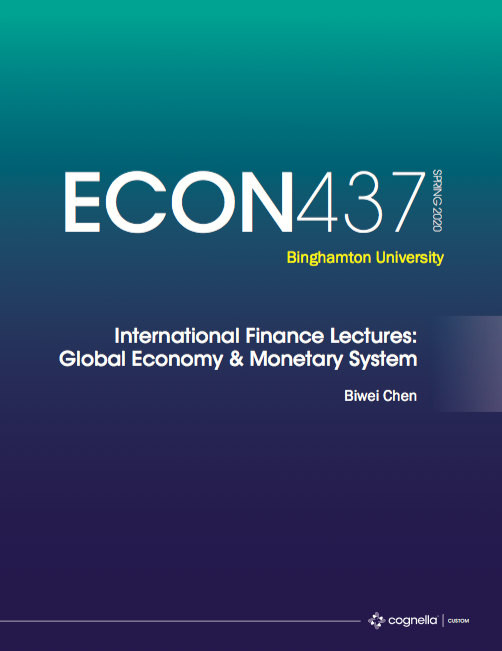 ECON437
SPRING 2020
Binghamton University
International Finance Lectures:
Global Economy & Monetary System
Biwei Chen
cognella | CUSTOM